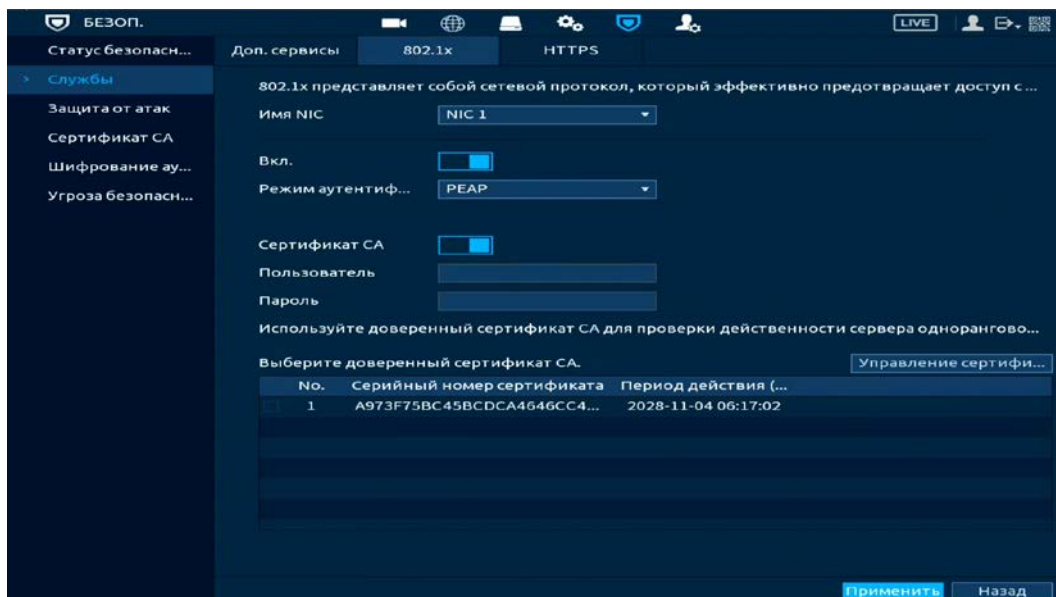 БЕЗОП.
LIVE
Статус безопасн...
Доп. сервисы
802.1x
HTTPS
Службы
802.1x представляет собой сетевой протокол, который эффективно предотвращает доступ с ...
Защита от атак
Имя NIC
NIC 1
Сертификат CA
Шифрование ау...
Вкл.
Угроза безопасн...
Режим аутентиф...
PEAP
Сертификат CA
Пользователь
Пароль
Используйте доверенный сертификат CA для проверки действенности сервера однорангово...
Выберите доверенный сертификат CA.
Управление сертифи...
No. Серийный номер сертификата Период действия (...
1 A973F75BC45BCDCA4646CC4... 2028-11-04 06:17:02
Применить
Назад